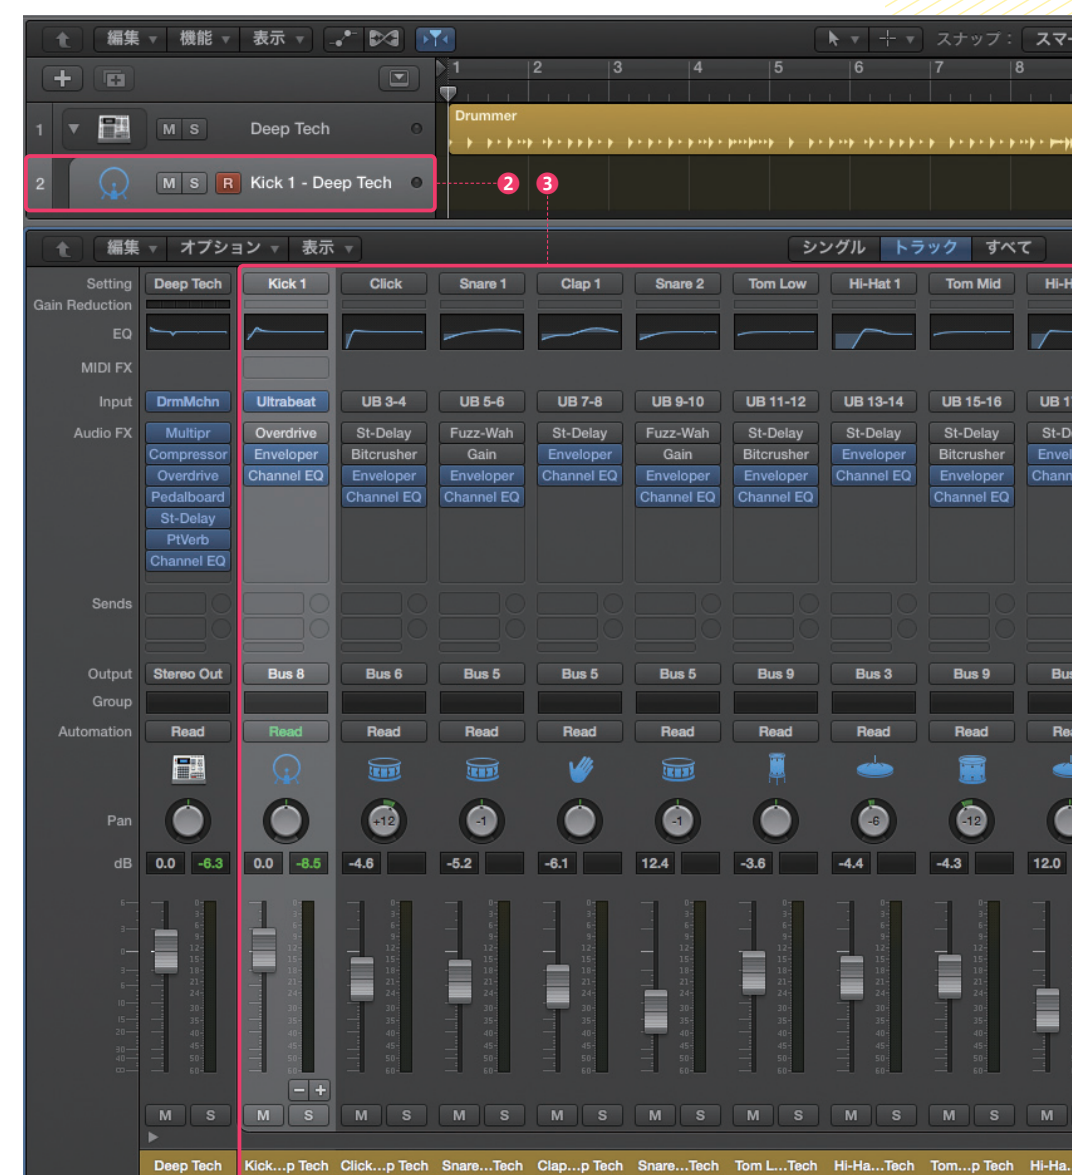 編集 機能 表示 スナップ： スマ
1 2 3 4 5 6 7 8
1 M S Deep Tech Drummer
2 M S R Kick 1 - Deep Tech 2 3
編集 オプション 表示 シングル トラック すべて
Setting Deep Tech Kick 1 Click Snare 1 Clap 1 Snare 2 Tom Low Hi-Hat 1 Tom Mid Hi-H
Gain Reduction
EQ
MIDI FX
Input DrmMchn Ultrabeat UB 3-4 UB 5-6 UB 7-8 UB 9-10 UB 11-12 UB 13-14 UB 15-16 UB 1
Audio FX Multipr Overdrive St-Delay Fuzz-Wah St-Delay Fuzz-Wah St-Delay St-Delay St-Delay St-D
Compressor Enveloper Bitcrusher Gain Enveloper Gain Bitcrusher Enveloper Bitcrusher Envel
Overdrive Channel EQ Enveloper Enveloper Channel EQ Enveloper Enveloper Channel EQ Enveloper Chann
Pedalboard Channel EQ Channel EQ Channel EQ Channel EQ Channel EQ
St-Delay
PtVerb
Channel EQ
Sends
Output Stereo Out Bus 8 Bus 6 Bus 5 Bus 5 Bus 5 Bus 9 Bus 3 Bus 9 Bus
Group
Automation Read Read Read Read Read Read Read Read Read Re
Pan +12 -1 -1 -6 -12
dB 0.0 -6.3 0.0 -8.5 -4.6 -5.2 -6.1 12.4 -3.6 -4.4 -4.3 12.0
M S M S M S M S M S M S M S M S M S M
Deep Tech Kick...p Tech Click...p Tech Snare...Tech Clap...p Tech Snare...Tech Tom L...Tech Hi-Ha...Tech Tom...p Tech Hi-Ha.